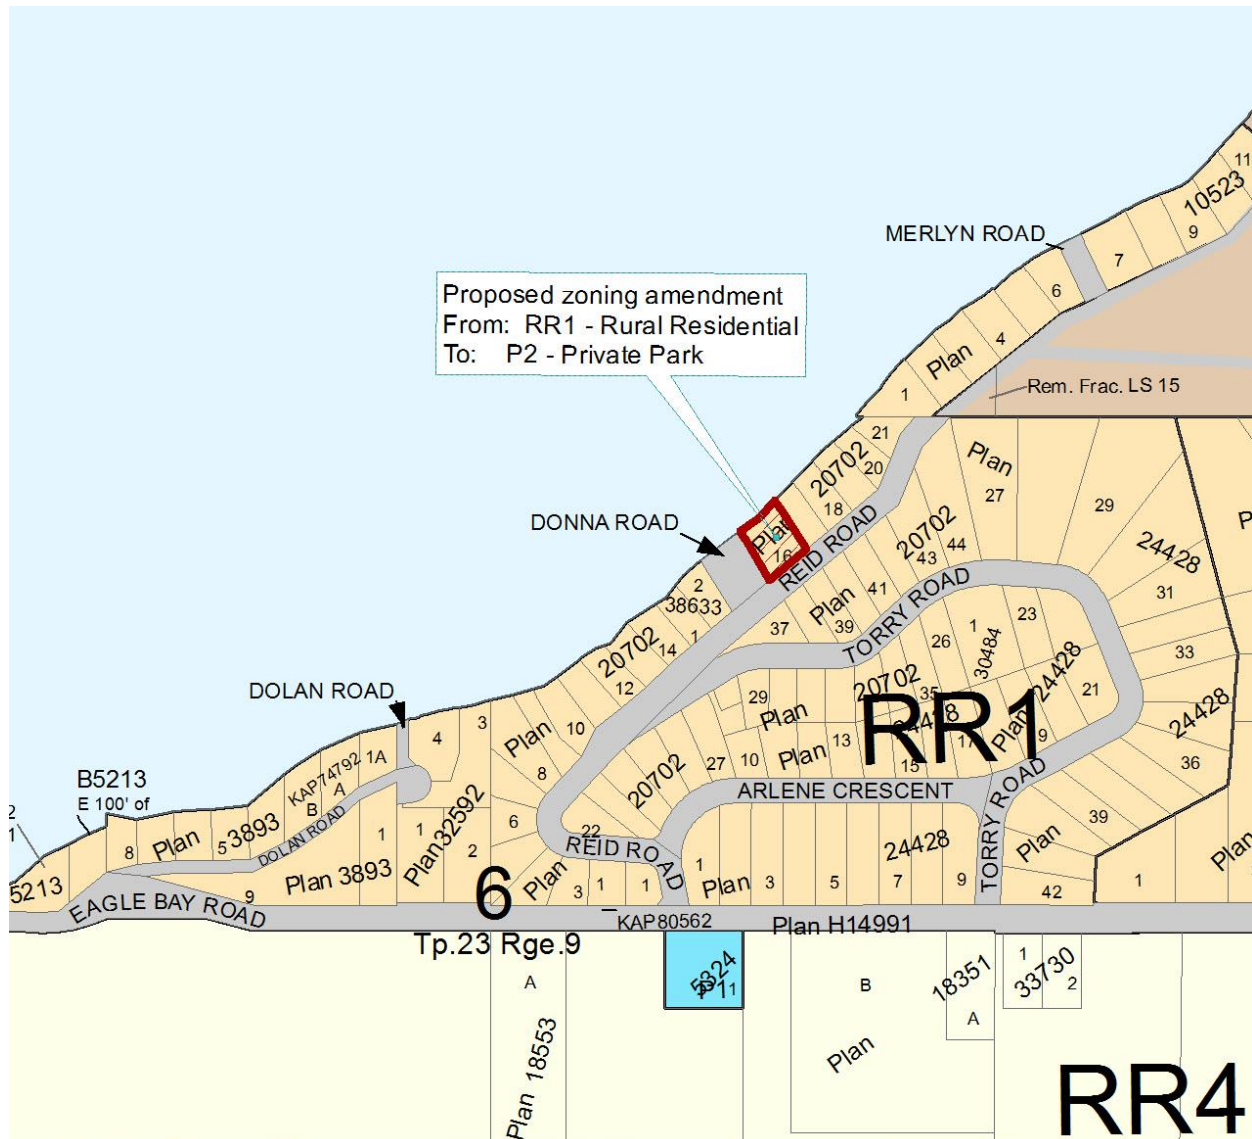 11
10523
9
MERLYN ROAD
7
6
Proposed zoning amendment
From: RR1 - Rural Residential
To: P2 - Private Park
4
Plan
Rem. Frac. LS 15
1
21
20702
20
Plan
27
29
18
DONNA ROAD
Plan
16
REID ROAD
20702
43
44
24428
2
38633
41
Plan
TORRY ROAD
31
37
39
23
1
30484
26
14
1
20702
33
12
20702
35
24428
21
DOLAN ROAD
29
Plan
24428
RR1
Plan
9
17
24428
3
4
Plan
10
13
36
1A
KAP74792
A
B
B5213
E 100' of
8
20702
27
10
Plan
15
ARLENE CRESCENT
TORRY ROAD
2
1
8
Plan
5
3893
DOLAN ROAD
1
1
Plan32592
2
6
22
REID ROAD
24428
39
Plan
Plan
5213
9
Plan 3893
Plan
3
1
1
1
Plan
3
5
7
9
42
1
EAGLE BAY ROAD
6
KAP80562
Plan H14991
Tp.23 Rge.9
A
5324
P1
1
B
18351
A
1
33730
2
Plan 18553
Plan
RR4